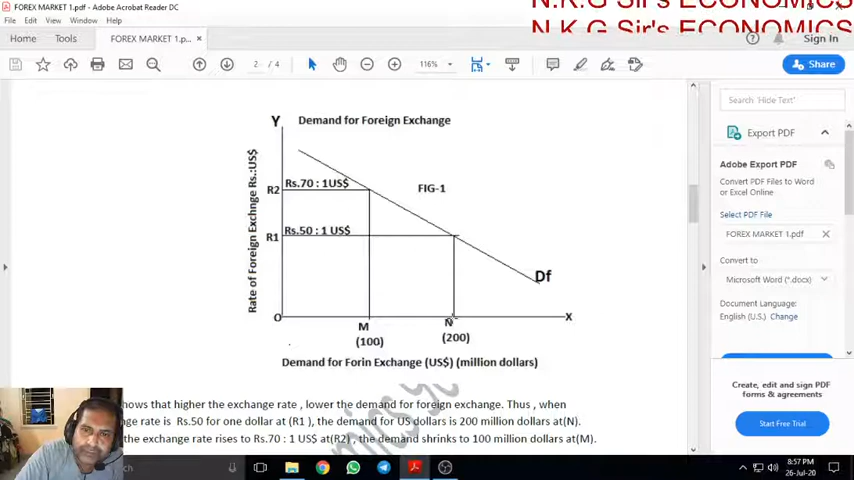 FOREX MARKET 1.pdf - Adobe Acrobat Reader DC
N.K.G Sir's ECONOMICS
N.K.G Sir's ECONOMICS
File Edit View Window Help
Home Tools FOREX MARKET 1.p... × Sign In
2 / 4 116% Share
Y Demand for Foreign Exchange
Rate of Foreign Exchnge Rs.:US$
R2 Rs.70 : 1US$ FIG-1
R1 Rs.50 : 1 US$
Df
O M N X
(100) (200)
Demand for Forin Exchange (US$) (million dollars)
hows that higher the exchange rate , lower the demand for foreign exchange. Thus , when
nge rate is Rs.50 for one dollar at (R1 ), the demand for US dollars is 200 million dollars at(N).
the exchange rate rises to Rs.70 : 1 US$ at(R2) , the demand shrinks to 100 million dollars at(M).
Search 'Hide Text'
Export PDF
Adobe Export PDF
Convert PDF Files to Word
or Excel Online
Select PDF File
FOREX MARKET 1.pdf ×
Convert to
Microsoft Word (*.docx)
Document Language:
English (U.S.) Change
Create, edit and sign PDF
forms & agreements
Start Free Trial
8:57 PM
26-Jul-20